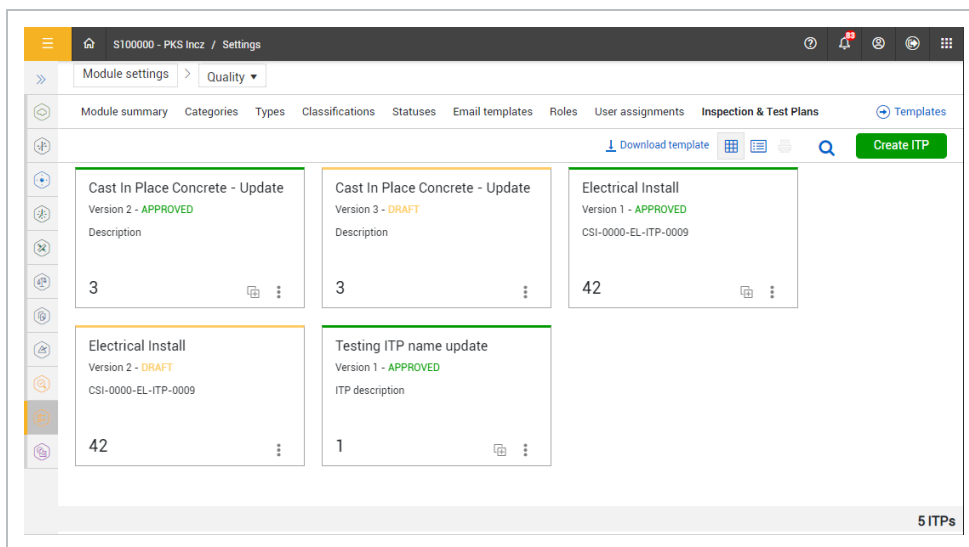 S100000 - PKS Incz / Settings
83
Module settings > Quality ▾
Module summary Categories Types Classifications Statuses Email templates Roles User assignments Inspection & Test Plans Templates
Download template Create ITP
Cast In Place Concrete - Update
Version 2 - APPROVED
Description
3
Cast In Place Concrete - Update
Version 3 - DRAFT
Description
3
Electrical Install
Version 1 - APPROVED
CSI-0000-EL-ITP-0009
42
Electrical Install
Version 2 - DRAFT
CSI-0000-EL-ITP-0009
42
Testing ITP name update
Version 1 - APPROVED
ITP description
1
5 ITPs